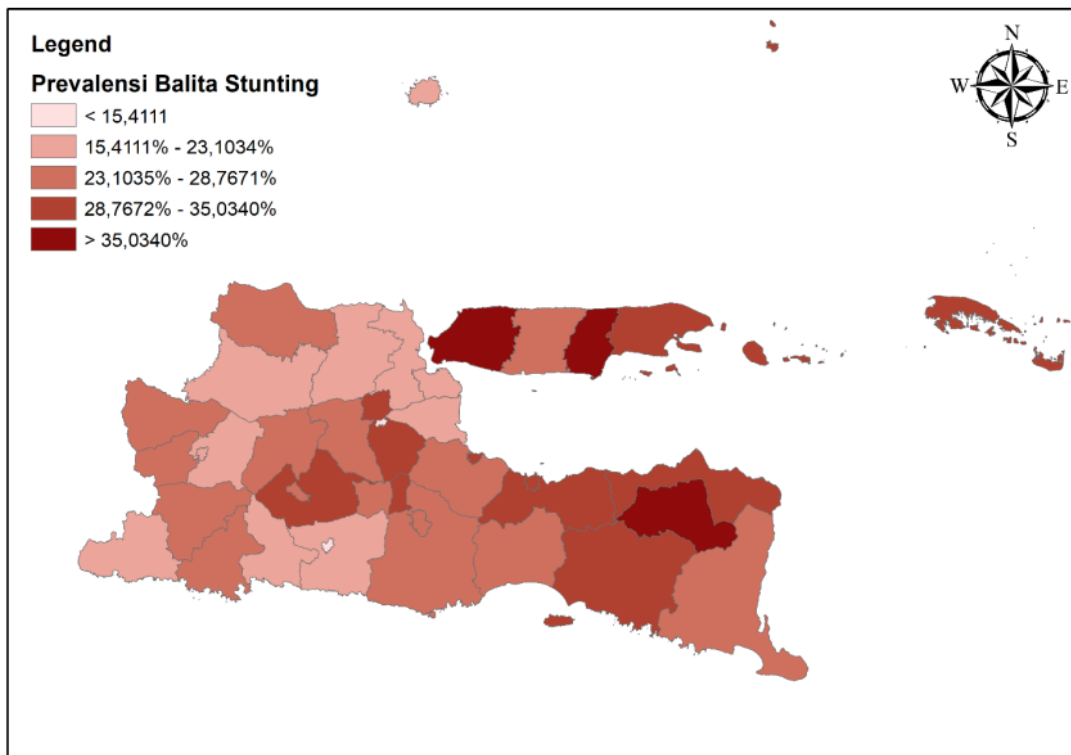 Legend
Prevalensi Balita Stunting
< 15,4111
15,4111% - 23,1034%
23,1035% - 28,7671%
28,7672% - 35,0340%
> 35,0340%
N
W
E
S